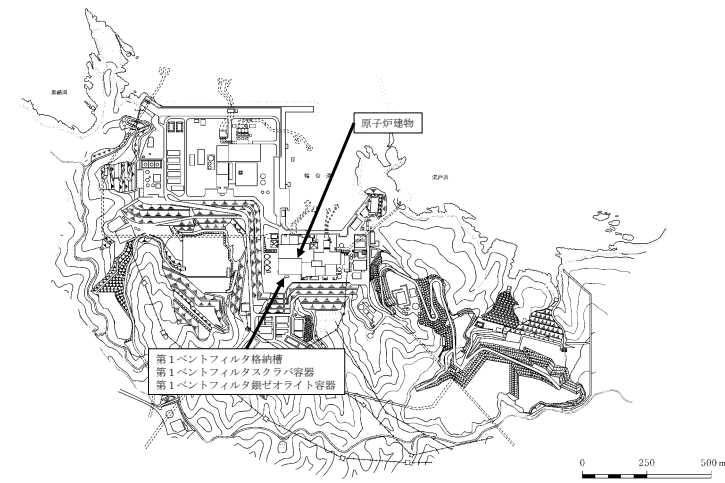 原子炉建物
第1ベントフィルタ格納槽
第1ベントフィルタスクラバ容器
第1ベントフィルタ銀ゼオライト容器
0 250 500m